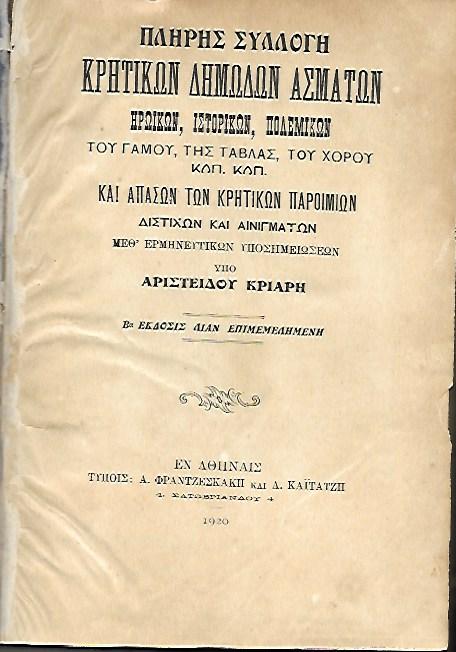 ΠΛΗΡΗΣ ΣΥΛΛΟΓΗ
ΚΡΗΤΙΚΩΝ ΔΗΜΩΔΩΝ ΑΣΜΑΤΩΝ
ΗΡΩΙΚΩΝ, ΙΣΤΟΡΙΚΩΝ, ΠΟΛΕΜΙΚΩΝ
ΤΟΥ ΓΑΜΟΥ, ΤΗΣ ΤΑΒΛΑΣ, ΤΟΥ ΧΟΡΟΥ
ΚΛΠ. ΚΛΠ.
ΚΑΙ ΑΠΑΣΩΝ ΤΩΝ ΚΡΗΤΙΚΩΝ ΠΑΡΟΙΜΙΩΝ
ΔΙΣΤΙΧΩΝ ΚΑΙ ΑΙΝΙΓΜΑΤΩΝ
ΜΕΘ' ΕΡΜΗΝΕΥΤΙΚΩΝ ΥΠΟΣΗΜΕΙΩΣΕΩΝ
ΥΠΟ
ΑΡΙΣΤΕΙΔΟΥ ΚΡΙΑΡΗ
Βα ΕΚΔΟΣΙΣ ΛΙΑΝ ΕΠΙΜΕΜΕΛΗΜΕΝΗ
ΕΝ ΑΘΗΝΑΙΣ
ΤΥΠΟΙΣ: Α. ΦΡΑΝΤΖΕΣΚΑΚΗ ΚΑΙ Α. ΚΑΪΤΑΤΖΗ
4. ΣΑΤΩΒΡΙΑΝΔΟΥ 4
1920